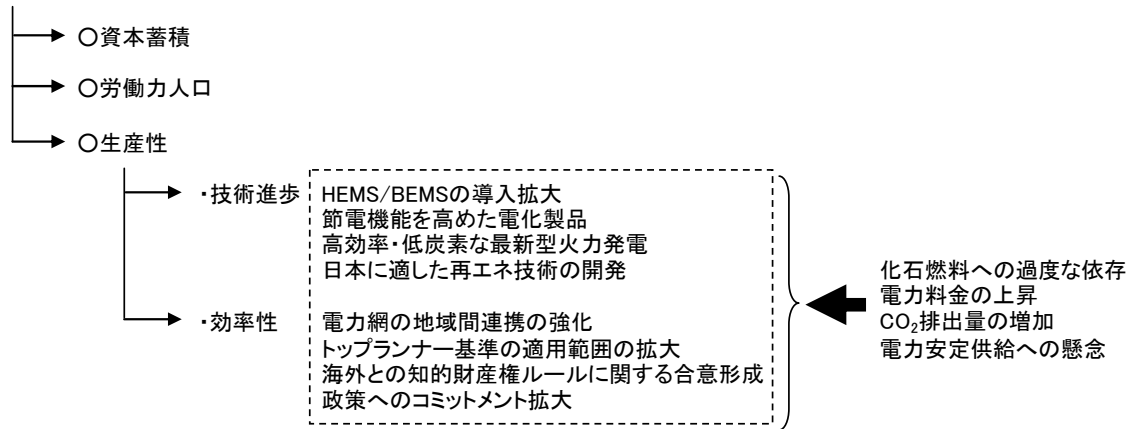 ○資本蓄積
○労働力人口
○生産性
・技術進歩
HEMS/BEMSの導入拡大
節電機能を高めた電化製品
高効率・低炭素な最新型火力発電
日本に適した再エネ技術の開発
・効率性
電力網の地域間連携の強化
トップランナー基準の適用範囲の拡大
海外との知的財産権ルールに関する合意形成
政策へのコミットメント拡大
化石燃料への過度な依存
電力料金の上昇
CO₂排出量の増加
電力安定供給への懸念